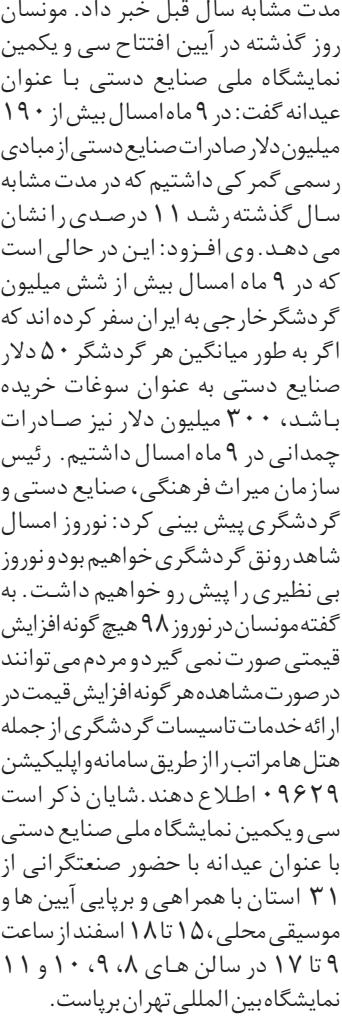 مدت مشابه سال قبل خبر داد. مونسان
روز گذشته در آیین افتتاح سی و یکمین
نمایشگاه ملی صنایع دستی با عنوان
عیدانه گفت: در ۹ ماه امسال بیش از ۱۹۰
میلیون دلار صادرات صنایع دستی از مبادی
رسمی گمرکی داشتیم که در مدت مشابه
سال گذشته رشد ۱۱ درصدی را نشان
می دهد. وی افزود: این در حالی است
که در ۹ ماه امسال بیش از شش میلیون
گردشگر خارجی به ایران سفر کرده اند که
اگر به طور میانگین هر گردشگر ۵۰ دلار
صنایع دستی به عنوان سوغات خریده
باشد، ۳۰۰ میلیون دلار نیز صادرات
چمدانی در ۹ ماه امسال داشتیم. رئیس
سازمان میراث فرهنگی، صنایع دستی و
گردشگری پیش بینی کرد: نوروز امسال
شاهد رونق گردشگری خواهیم بود و نوروز
بی نظیری را پیش رو خواهیم داشت. به
گفته مونسان در نوروز ۹۸ هیچ گونه افزایش
قیمتی صورت نمی گیرد و مردم می توانند
در صورت مشاهده هر گونه افزایش قیمت در
ارائه خدمات تاسیسات گردشگری از جمله
هتل ها مراتب را از طریق سامانه و اپلیکیشن
۰۹۶۲۹ اطلاع دهند. شایان ذکر است
سی و یکمین نمایشگاه ملی صنایع دستی
با عنوان عیدانه با حضور صنعتگرانی از
۳۱ استان با همراهی و برپایی آیین ها و
موسیقی محلی، ۱۵ تا ۱۸ اسفند از ساعت
۹ تا ۱۷ در سالن های ۸، ۹، ۱۰ و ۱۱
نمایشگاه بین المللی تهران برپاست.